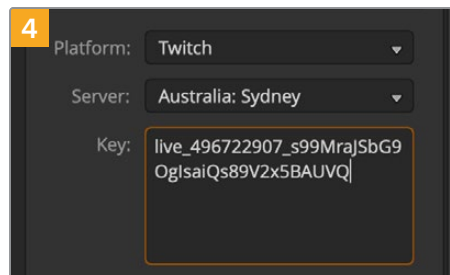 4
Platform: Twitch
Server: Australia: Sydney
Key: live_496722907_s99MraJSbG9
OgIsaiQs89V2x5BAUVQ